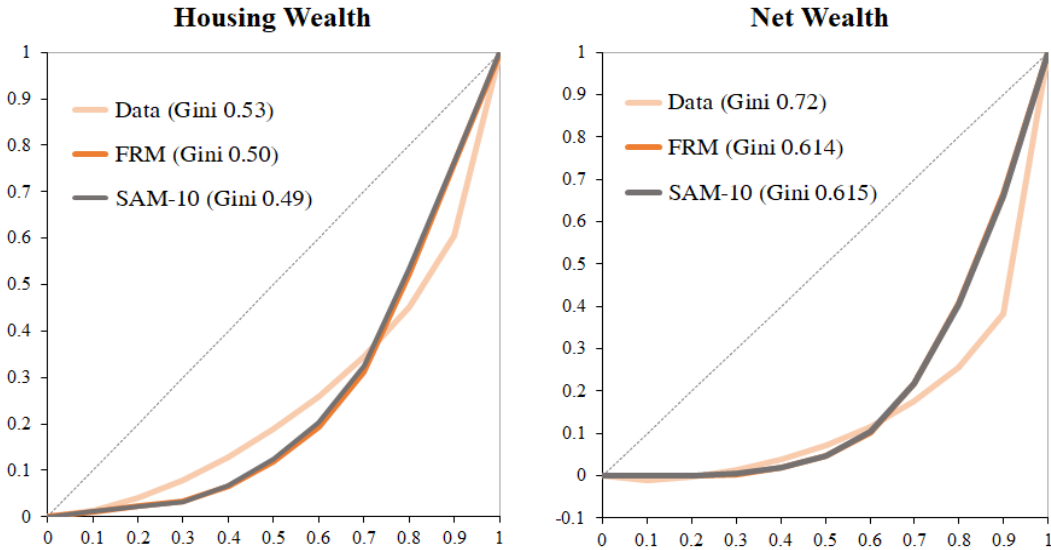 Housing Wealth
1
0.9
0.8
0.7
0.6
0.5
0.4
0.3
0.2
0.1
0
Data (Gini 0.53)
FRM (Gini 0.50)
SAM-10 (Gini 0.49)
0 0.1 0.2 0.3 0.4 0.5 0.6 0.7 0.8 0.9 1
Net Wealth
1
0.9
0.8
0.7
0.6
0.5
0.4
0.3
0.2
0.1
0
-0.1
Data (Gini 0.72)
FRM (Gini 0.614)
SAM-10 (Gini 0.615)
0 0.1 0.2 0.3 0.4 0.5 0.6 0.7 0.8 0.9 1